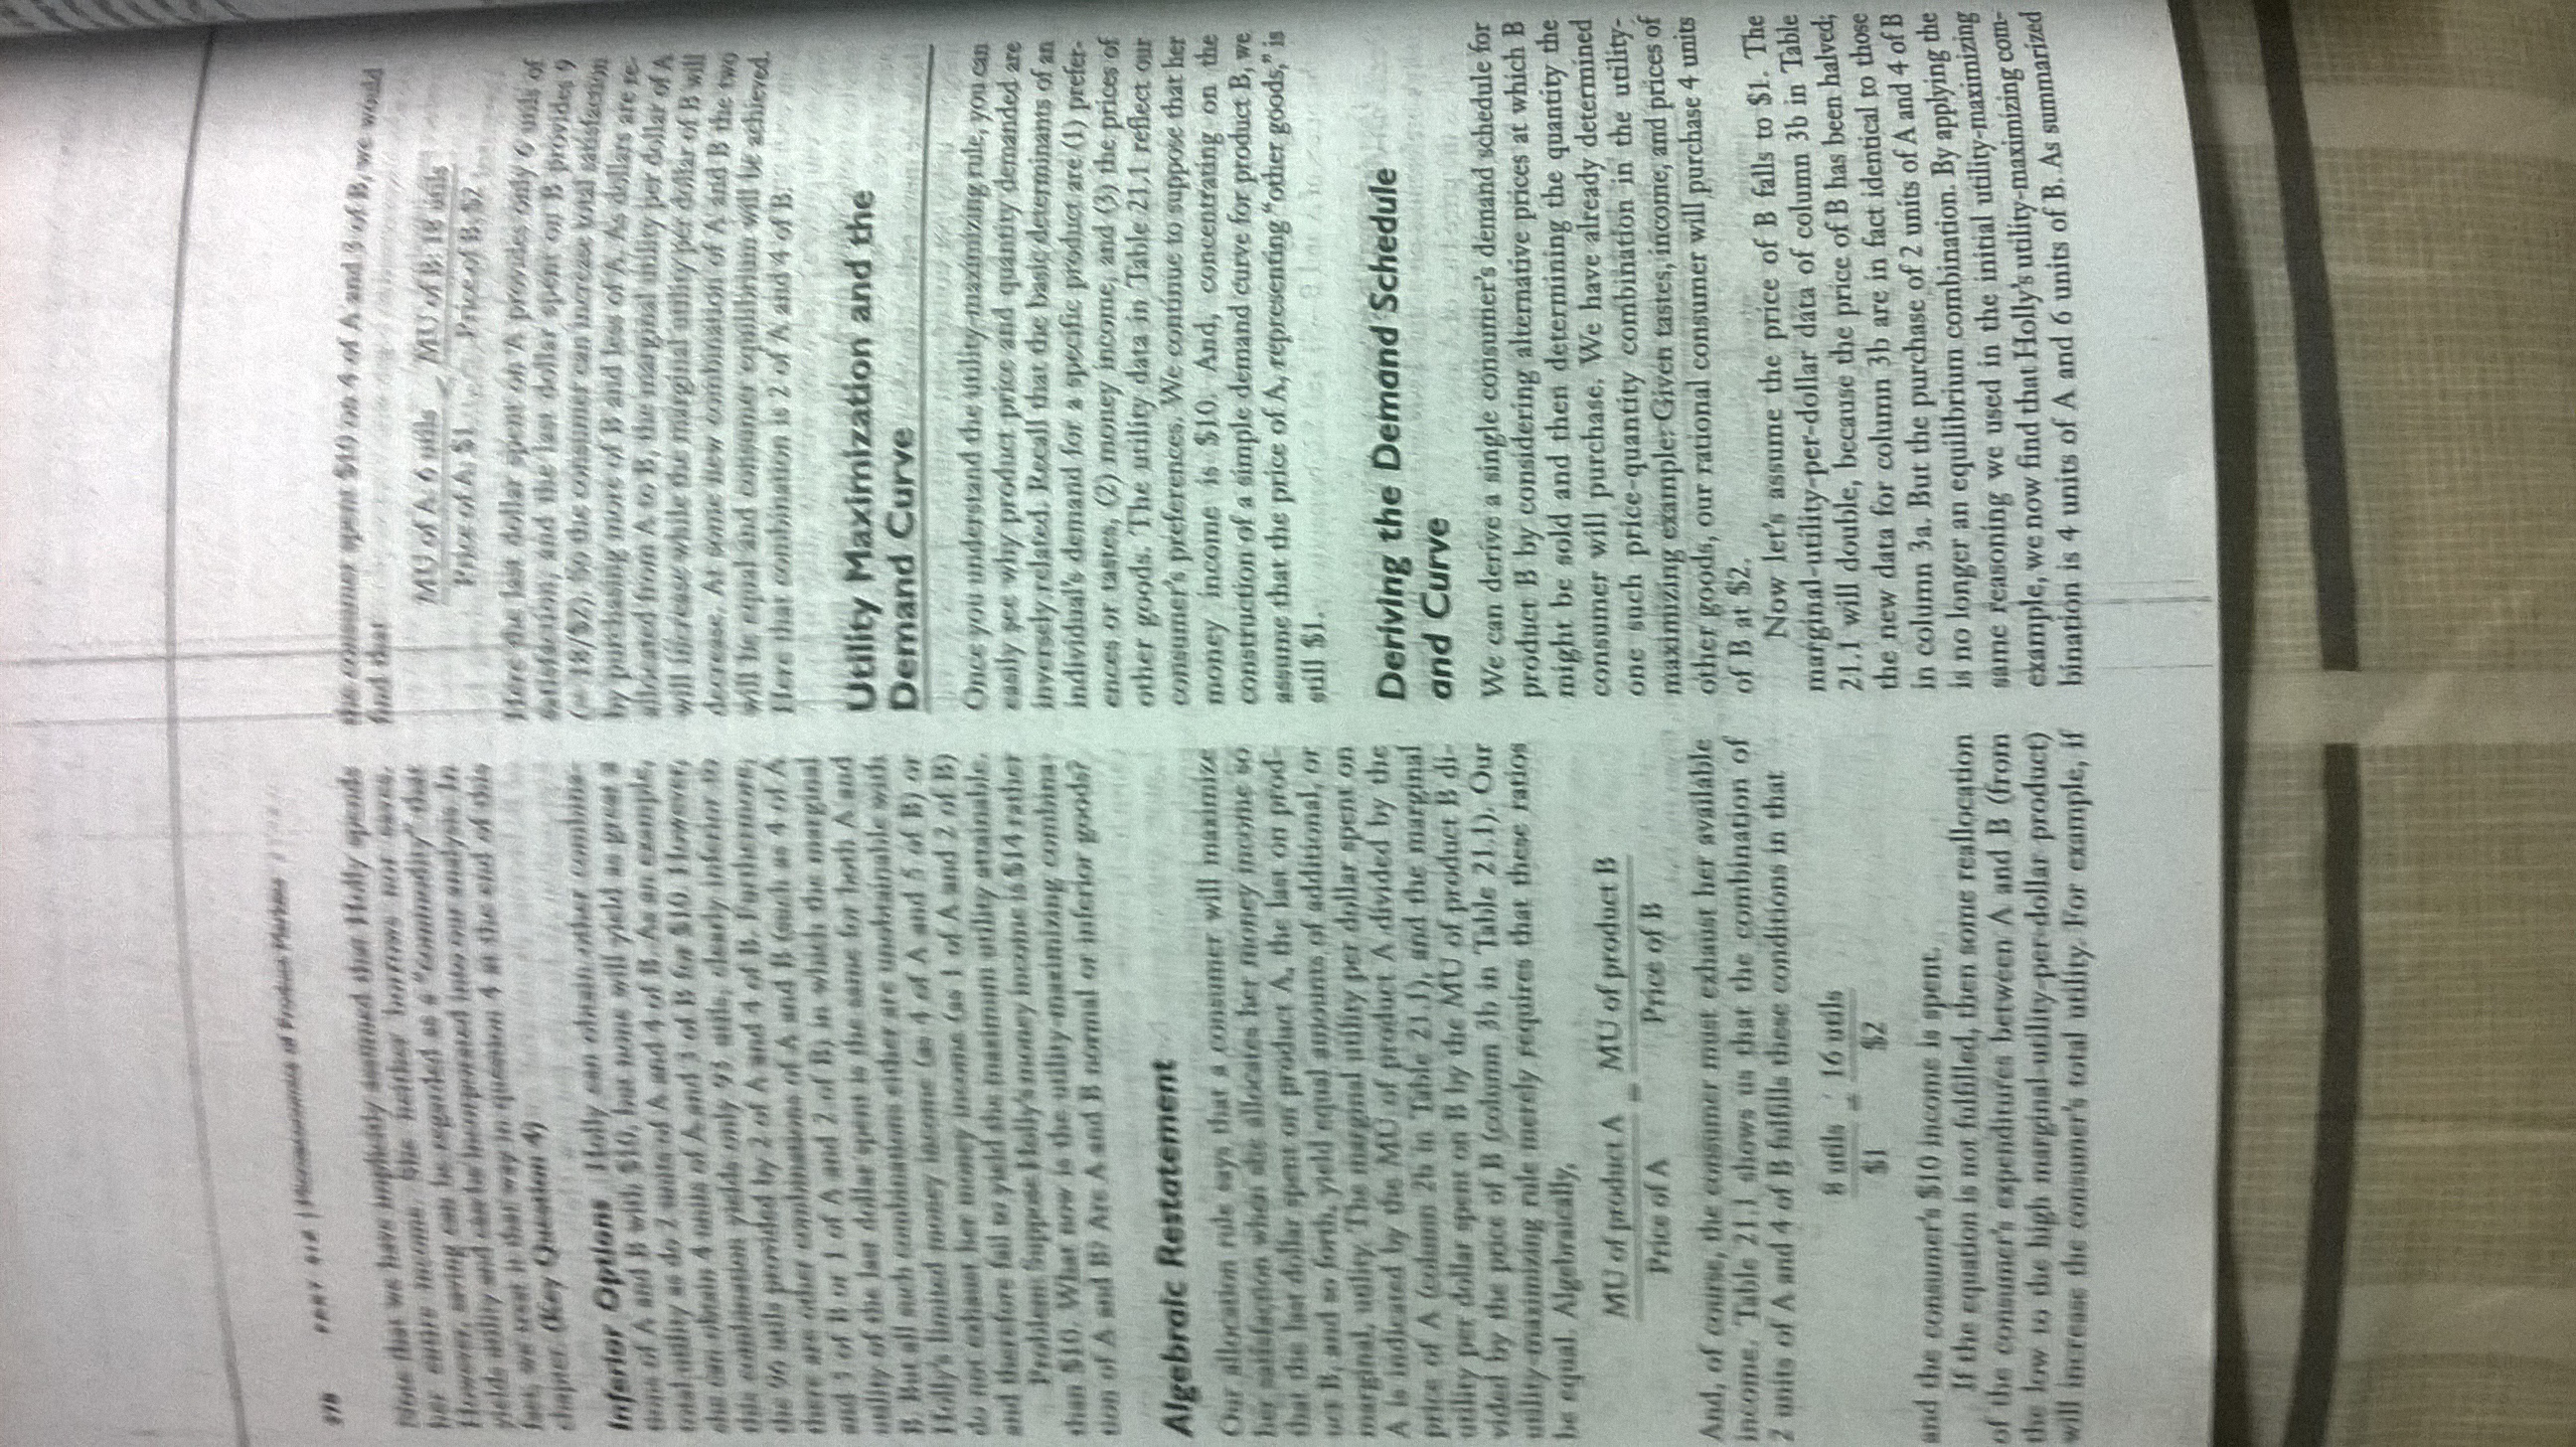 378 PART SIX | Microeconomics of Product Markets
Note that we have implicitly assumed that Holly spends
her entire income. She neither borrows nor saves.
However, saving can be regarded as a "commodity" that
yields utility and can be incorporated into our analysis. In
fact, we treat it that way in question 4 at the end of this
chapter. (Key Question 4)
Inferior Options Holly can obtain other combina-
tions of A and B with $10, but none will yield as great a
total utility as do 2 units of A and 4 of B. As an example,
she can obtain 4 units of A and 3 of B for $10. However,
this combination yields only 93 utils, clearly inferior to
the 96 utils provided by 2 of A and 4 of B. Furthermore,
there are other combinations of A and B (such as 4 of A
and 5 of B or 1 of A and 2 of B) in which the marginal
utility of the last dollar spent is the same for both A and
B. But all such combinations either are unobtainable with
Holly's limited money income (as 4 of A and 5 of B) or
do not exhaust her money income (as 1 of A and 2 of B)
and therefore fail to yield the maximum utility attainable.
Problem: Suppose Holly's money income is $14 rather
than $10. What now is the utility-maximizing combina-
tion of A and B? Are A and B normal or inferior goods?
Algebraic Restatement
Our allocation rule says that a consumer will maximize
her satisfaction when she allocates her money income so
that the last dollar spent on product A, the last on prod-
uct B, and so forth, yield equal amounts of additional, or
marginal, utility. The marginal utility per dollar spent on
A is indicated by the MU of product A divided by the
price of A (column 2b in Table 21.1), and the marginal
utility per dollar spent on B by the MU of product B di-
vided by the price of B (column 3b in Table 21.1). Our
utility-maximizing rule merely requires that these ratios
be equal. Algebraically,
MU of product A = MU of product B
Price of A Price of B
And, of course, the consumer must exhaust her available
income. Table 21.1 shows us that the combination of
2 units of A and 4 of B fulfills these conditions in that
8 utils = 16 utils
$1 $2
and the consumer's $10 income is spent.
If the equation is not fulfilled, then some reallocation
of the consumer's expenditures between A and B (from
the low to the high marginal-utility-per-dollar product)
will increase the consumer's total utility. For example, if
the consumer spent $10 on 4 of A and 3 of B, we would
find that
MU of A: 6 utils < MU of B: 18 utils
Price of A: $1 Price of B: $2
Here the last dollar spent on A provides only 6 utils of
satisfaction, and the last dollar spent on B provides 9
(= 18/$2). So the consumer can increase total satisfaction
by purchasing more of B and less of A. As dollars are re-
allocated from A to B, the marginal utility per dollar of A
will increase while the marginal utility per dollar of B will
decrease. At some new combination of A and B the two
will be equal and consumer equilibrium will be achieved.
Here that combination is 2 of A and 4 of B.
Utility Maximization and the
Demand Curve
Once you understand the utility-maximizing rule, you can
easily see why product price and quantity demanded are
inversely related. Recall that the basic determinants of an
individual's demand for a specific product are (1) prefer-
ences or tastes, (2) money income, and (3) the prices of
other goods. The utility data in Table 21.1 reflect our
consumer's preferences. We continue to suppose that her
money income is $10. And, concentrating on the
construction of a simple demand curve for product B, we
assume that the price of A, representing "other goods," is
still $1.
Deriving the Demand Schedule
and Curve
We can derive a single consumer's demand schedule for
product B by considering alternative prices at which B
might be sold and then determining the quantity the
consumer will purchase. We have already determined
one such price-quantity combination in the utility-
maximizing example: Given tastes, income, and prices of
other goods, our rational consumer will purchase 4 units
of B at $2.
Now let's assume the price of B falls to $1. The
marginal-utility-per-dollar data of column 3b in Table
21.1 will double, because the price of B has been halved;
the new data for column 3b are in fact identical to those
in column 3a. But the purchase of 2 units of A and 4 of B
is no longer an equilibrium combination. By applying the
same reasoning we used in the initial utility-maximizing
example, we now find that Holly's utility-maximizing com-
bination is 4 units of A and 6 units of B. As summarized